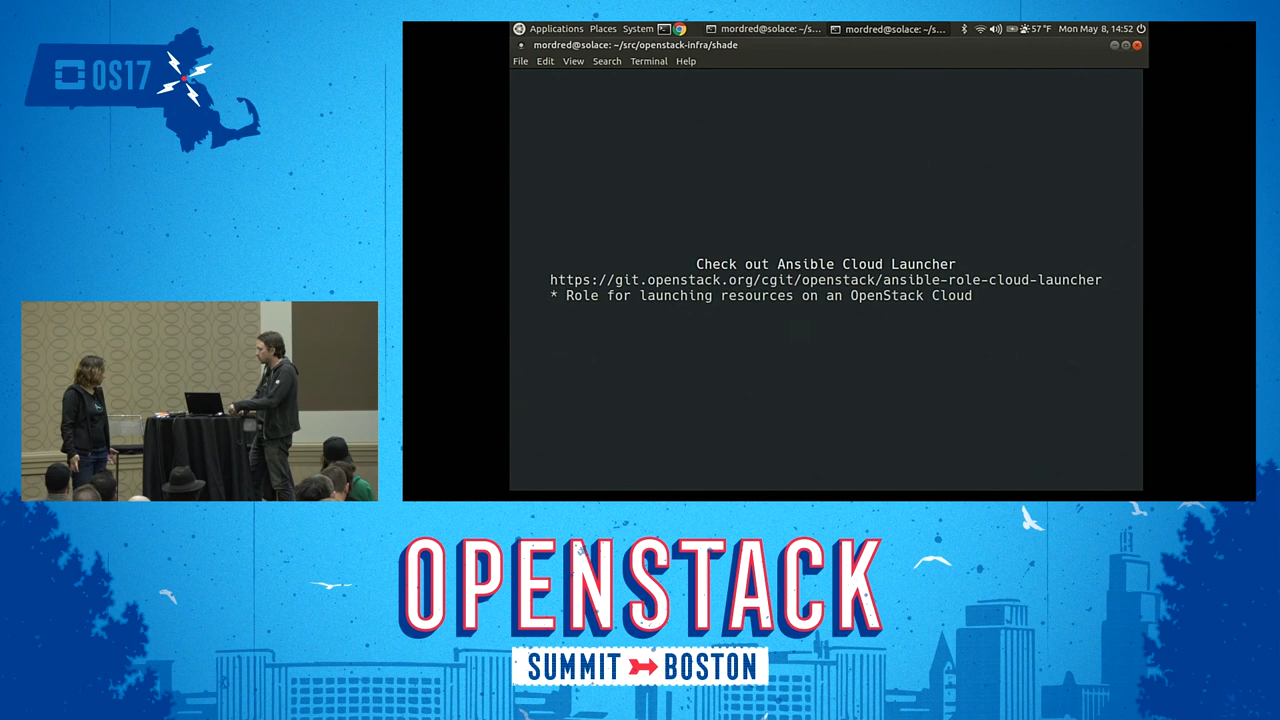 OS17
Applications Places System mordred@solace: ~/s... mordred@solace: ~/s... 57 °F Mon May 8, 14:52
mordred@solace: ~/src/openstack-infra/shade
File Edit View Search Terminal Help
Check out Ansible Cloud Launcher
https://git.openstack.org/cgit/openstack/ansible-role-cloud-launcher
* Role for launching resources on an OpenStack Cloud
OPENSTACK
SUMMIT BOSTON